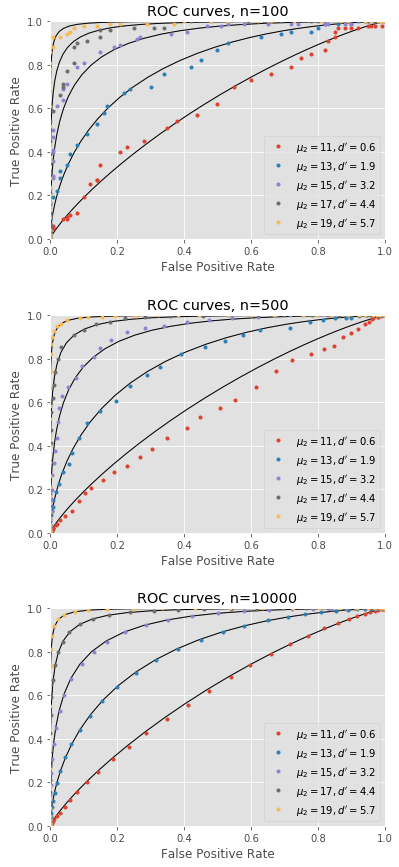 ROC curves, n=100
True Positive Rate
1.0
0.8
0.6
0.4
0.2
0.0
μ₂ = 11, d′ = 0.6
μ₂ = 13, d′ = 1.9
μ₂ = 15, d′ = 3.2
μ₂ = 17, d′ = 4.4
μ₂ = 19, d′ = 5.7
0.0 0.2 0.4 0.6 0.8 1.0
False Positive Rate
ROC curves, n=500
True Positive Rate
1.0
0.8
0.6
0.4
0.2
0.0
μ₂ = 11, d′ = 0.6
μ₂ = 13, d′ = 1.9
μ₂ = 15, d′ = 3.2
μ₂ = 17, d′ = 4.4
μ₂ = 19, d′ = 5.7
0.0 0.2 0.4 0.6 0.8 1.0
False Positive Rate
ROC curves, n=10000
True Positive Rate
1.0
0.8
0.6
0.4
0.2
0.0
μ₂ = 11, d′ = 0.6
μ₂ = 13, d′ = 1.9
μ₂ = 15, d′ = 3.2
μ₂ = 17, d′ = 4.4
μ₂ = 19, d′ = 5.7
0.0 0.2 0.4 0.6 0.8 1.0
False Positive Rate